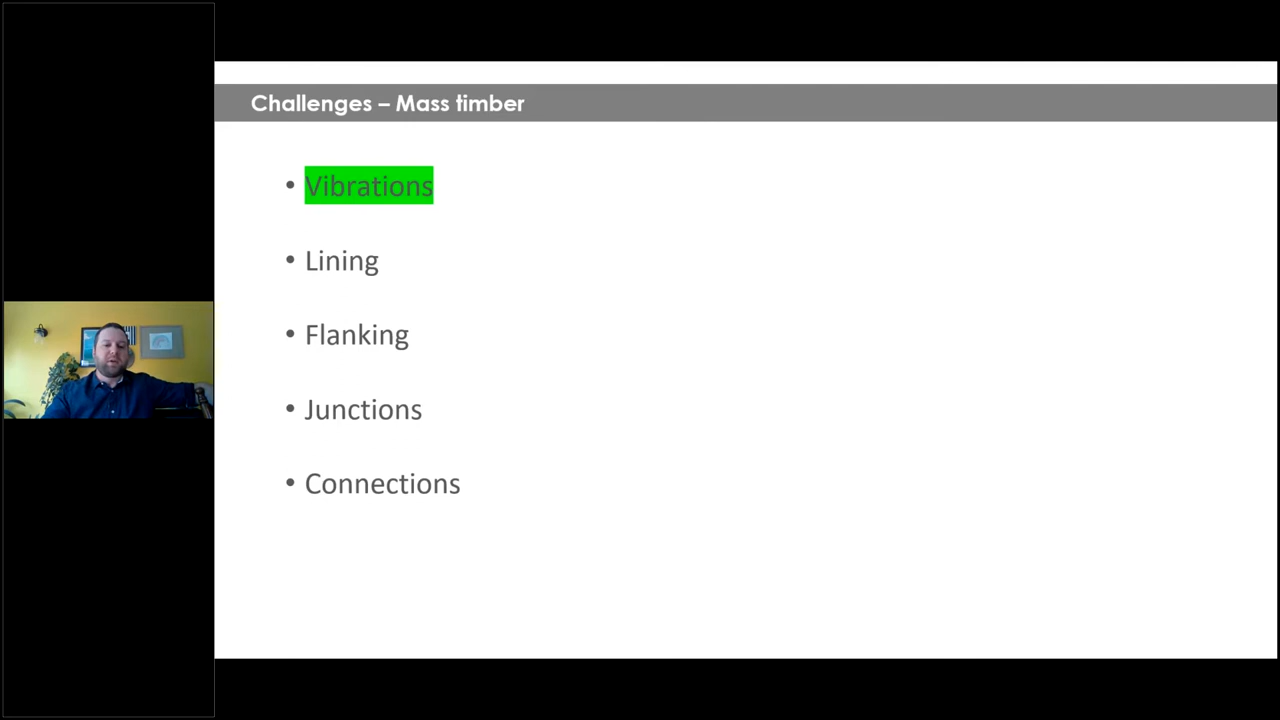 Challenges – Mass timber
• Vibrations
• Lining
• Flanking
• Junctions
• Connections